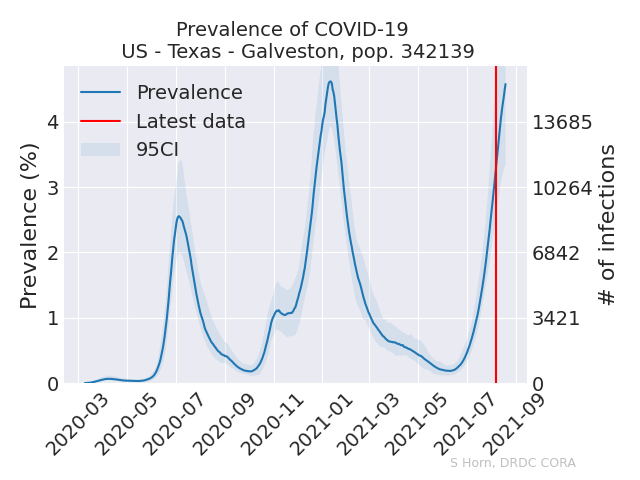 Prevalence of COVID-19
US - Texas - Galveston, pop. 342139
Prevalence
Latest data
95CI
Prevalence (%)
4
3
2
1
0
13685
10264
6842
3421
0
# of infections
2020-03
2020-05
2020-07
2020-09
2020-11
2021-01
2021-03
2021-05
2021-07
2021-09
S Horn, DRDC CORA